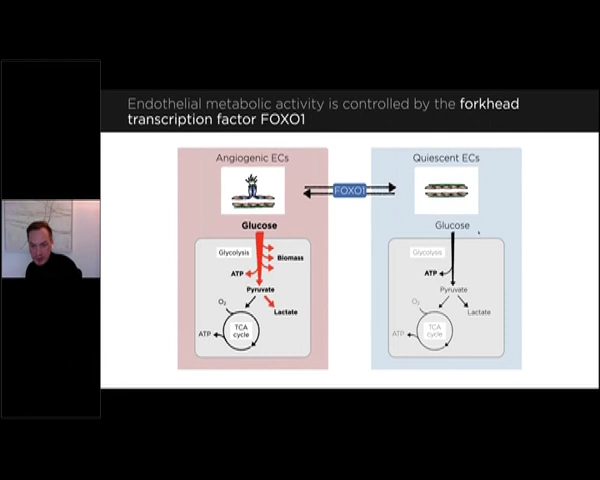 Endothelial metabolic activity is controlled by the forkhead
transcription factor FOXO1
Angiogenic ECs
Quiescent ECs
FOXO1
Glucose
Glycolysis
Biomass
ATP
Pyruvate
O₂
Lactate
TCA
cycle
ATP
Glucose
Glycolysis
ATP
Pyruvate
O₂
Lactate
TCA
cycle
ATP